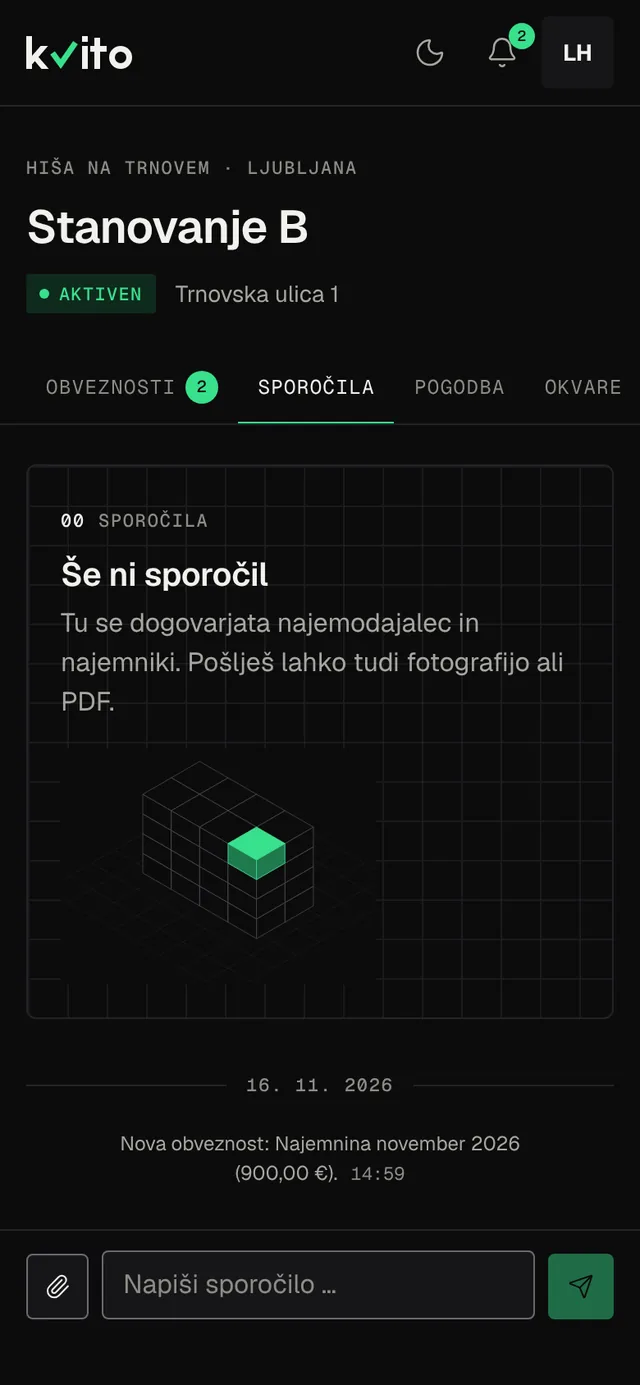 kvito
2
LH
HIŠA NA TRNOVEM · LJUBLJANA
Stanovanje B
AKTIVEN Trnovska ulica 1
OBVEZNOSTI 2 SPOROČILA POGODBA OKVARE
00 SPOROČILA
Še ni sporočil
Tu se dogovarjata najemodajalec in
najemniki. Pošlješ lahko tudi fotografijo ali
PDF.
16. 11. 2026
Nova obveznost: Najemnina november 2026
(900,00 €). 14:59
Napiši sporočilo …